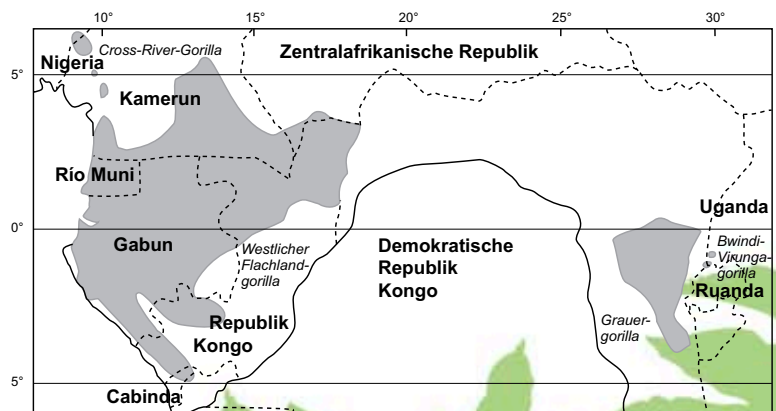 10°
15°
20°
25°
30°
Cross-River-Gorilla
Zentralafrikanische Republik
Nigeria
5°
Kamerun
Río Muni
Uganda
0°
Gabun
Westlicher
Flachland-
gorilla
Demokratische
Republik
Kongo
Bwindi-
Virunga-
gorilla
Ruanda
Republik
Kongo
Grauer-
gorilla
5°
Cabinda